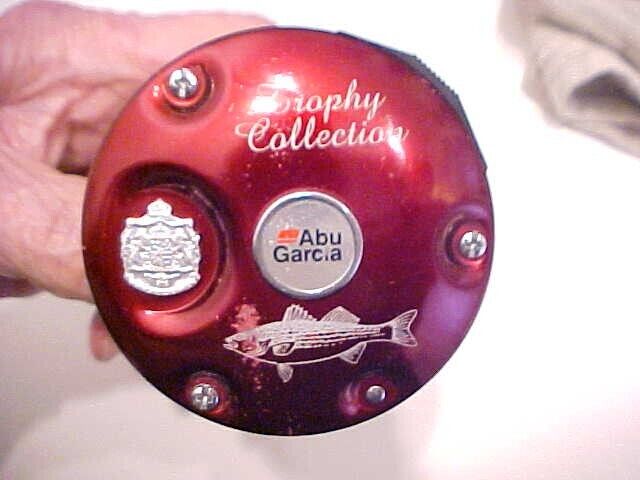 Trophy
Collection
Abu
Garcia